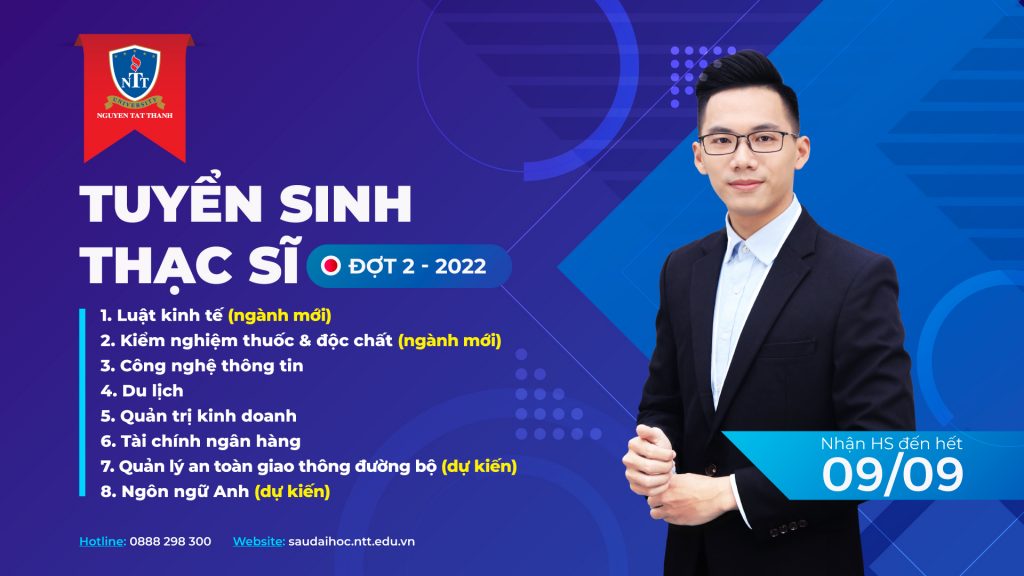 NTT
UNIVERSITY
NGUYEN TAT THANH
TUYỂN SINH
THẠC SĨ
ĐỢT 2 - 2022
1. Luật kinh tế (ngành mới)
2. Kiểm nghiệm thuốc & độc chất (ngành mới)
3. Công nghệ thông tin
4. Du lịch
5. Quản trị kinh doanh
6. Tài chính ngân hàng
7. Quản lý an toàn giao thông đường bộ (dự kiến)
8. Ngôn ngữ Anh (dự kiến)
Nhận HS đến hết
09/09
Hotline: 0888 298 300 Website: saudaihoc.ntt.edu.vn